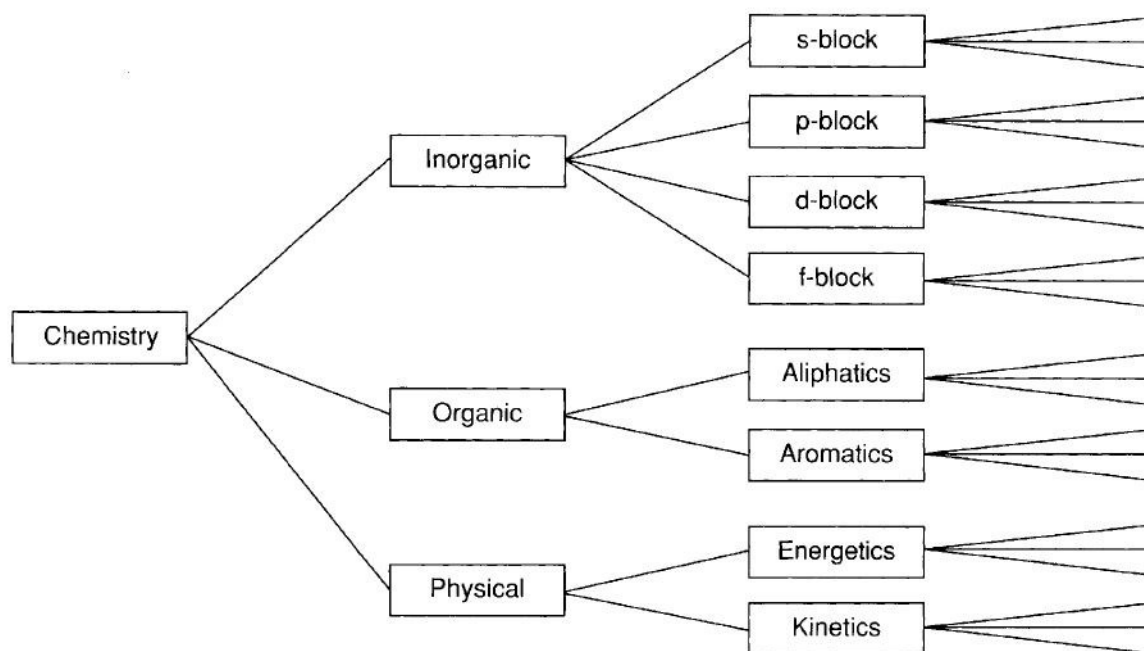 Chemistry
Inorganic
s-block
p-block
d-block
f-block
Organic
Aliphatics
Aromatics
Physical
Energetics
Kinetics